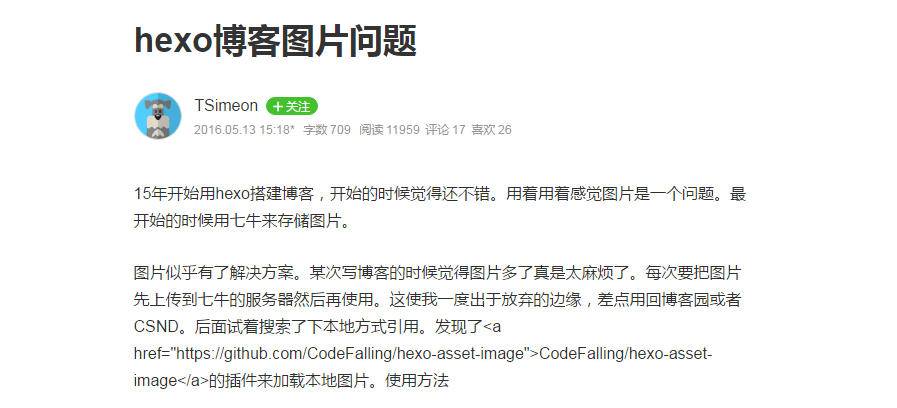 hexo博客图片问题
TSimeon +关注
2016.05.13 15:18* 字数 709 阅读 11959 评论 17 喜欢 26
15年开始用hexo搭建博客，开始的时候觉得还不错。用着用着感觉图片是一个问题。最
开始的时候用七牛来存储图片。
图片似乎有了解决方案。某次写博客的时候觉得图片多了真是太麻烦了。每次要把图片
先上传到七牛的服务器然后再使用。这使我一度出于放弃的边缘，差点用回博客园或者
CSND。后面试着搜索了下本地方式引用。发现了<a
href="https://github.com/CodeFalling/hexo-asset-image">CodeFalling/hexo-asset-
image</a>的插件来加载本地图片。使用方法